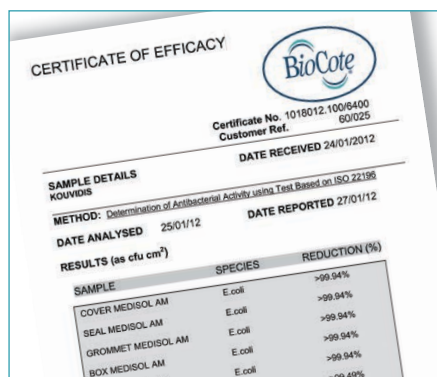 CERTIFICATE OF EFFICACY
BioCote
Certificate No. 1018012.100/6400
Customer Ref. 60/025
SAMPLE DETAILS
KOUVIDIS
DATE RECEIVED 24/01/2012
METHOD: Determination of Antibacterial Activity using Test Based on ISO 22196
DATE ANALYSED 25/01/12 DATE REPORTED 27/01/12
RESULTS (as cfu cm²)
SAMPLE SPECIES REDUCTION (%)
COVER MEDISOL AM E.coli >99.94%
SEAL MEDISOL AM E.coli >99.94%
GROMMET MEDISOL AM E.coli >99.94%
BOX MEDISOL AM E.coli >99.94%
E.coli >99.94%